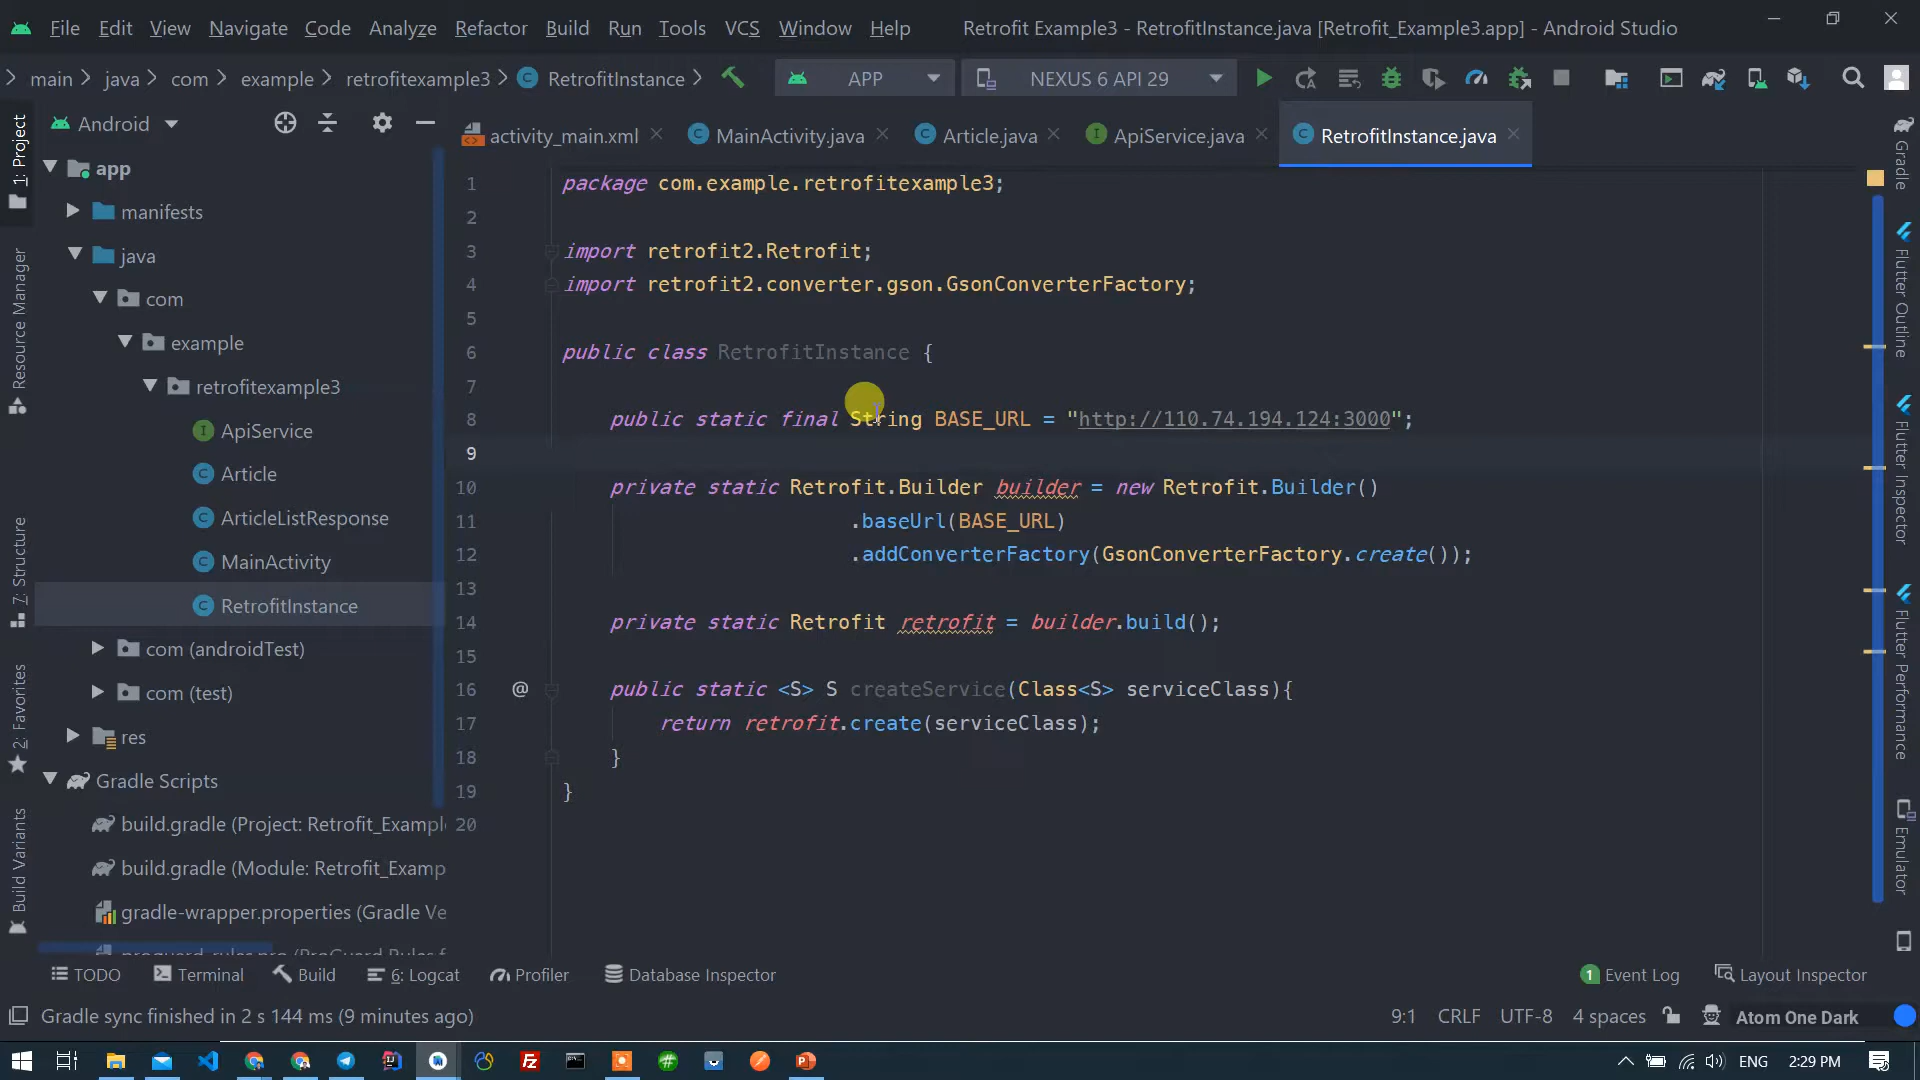 File Edit View Navigate Code Analyze Refactor Build Run Tools VCS Window Help Retrofit Example3 - RetrofitInstance.java [Retrofit_Example3.app] - Android Studio
main java com example retrofitexample3 RetrofitInstance APP NEXUS 6 API 29
Android
activity_main.xml MainActivity.java Article.java ApiService.java RetrofitInstance.java
1: Project
Resource Manager
7: Structure
2: Favorites
Build Variants
app
manifests
java
com
example
retrofitexample3
ApiService
Article
ArticleListResponse
MainActivity
RetrofitInstance
com (androidTest)
com (test)
res
Gradle Scripts
build.gradle (Project: Retrofit_Exampl
build.gradle (Module: Retrofit_Examp
gradle-wrapper.properties (Gradle Ve
1 package com.example.retrofitexample3;
2
3 import retrofit2.Retrofit;
4 import retrofit2.converter.gson.GsonConverterFactory;
5
6 public class RetrofitInstance {
7
8 public static final String BASE_URL = "http://110.74.194.124:3000";
9
10 private static Retrofit.Builder builder = new Retrofit.Builder()
11 .baseUrl(BASE_URL)
12 .addConverterFactory(GsonConverterFactory.create());
13
14 private static Retrofit retrofit = builder.build();
15
16 @ public static <S> S createService(Class<S> serviceClass){
17 return retrofit.create(serviceClass);
18 }
19 }
20
Gradle
Flutter Outline
Flutter Inspector
Flutter Performance
Emulator
TODO Terminal Build 6: Logcat Profiler Database Inspector 1 Event Log Layout Inspector
Gradle sync finished in 2 s 144 ms (9 minutes ago) 9:1 CRLF UTF-8 4 spaces Atom One Dark
ENG 2:29 PM